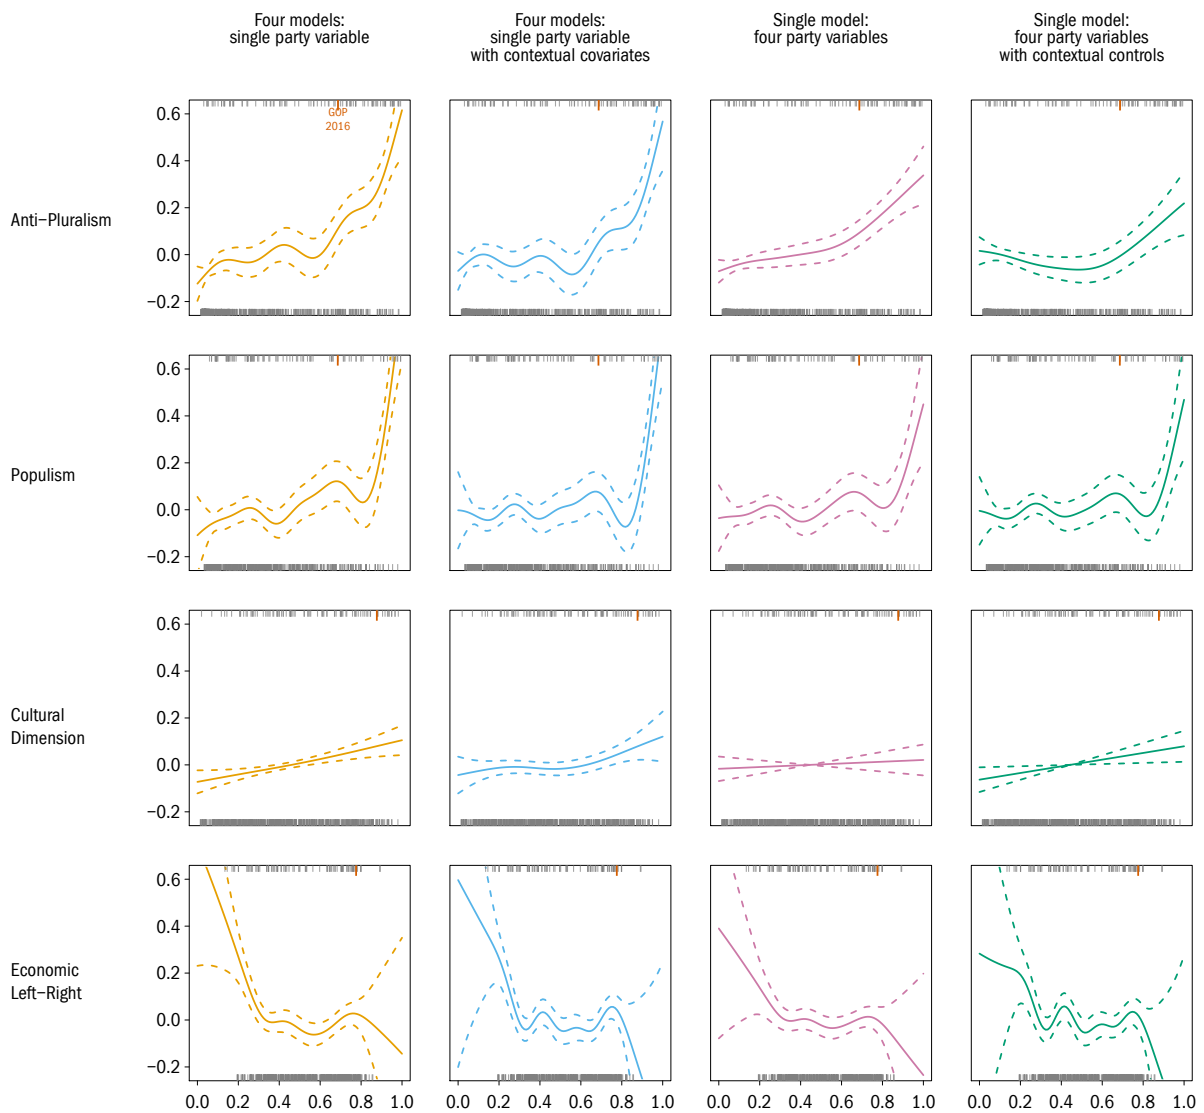 Four models:
single party variable
Four models:
single party variable
with contextual covariates
Single model:
four party variables
Single model:
four party variables
with contextual controls
Anti−Pluralism
0.6
0.4
0.2
0.0
−0.2
GOP
2016
Populism
0.6
0.4
0.2
0.0
−0.2
Cultural
Dimension
0.6
0.4
0.2
0.0
−0.2
Economic
Left−Right
0.6
0.4
0.2
0.0
−0.2
0.0 0.2 0.4 0.6 0.8 1.0
0.0 0.2 0.4 0.6 0.8 1.0
0.0 0.2 0.4 0.6 0.8 1.0
0.0 0.2 0.4 0.6 0.8 1.0